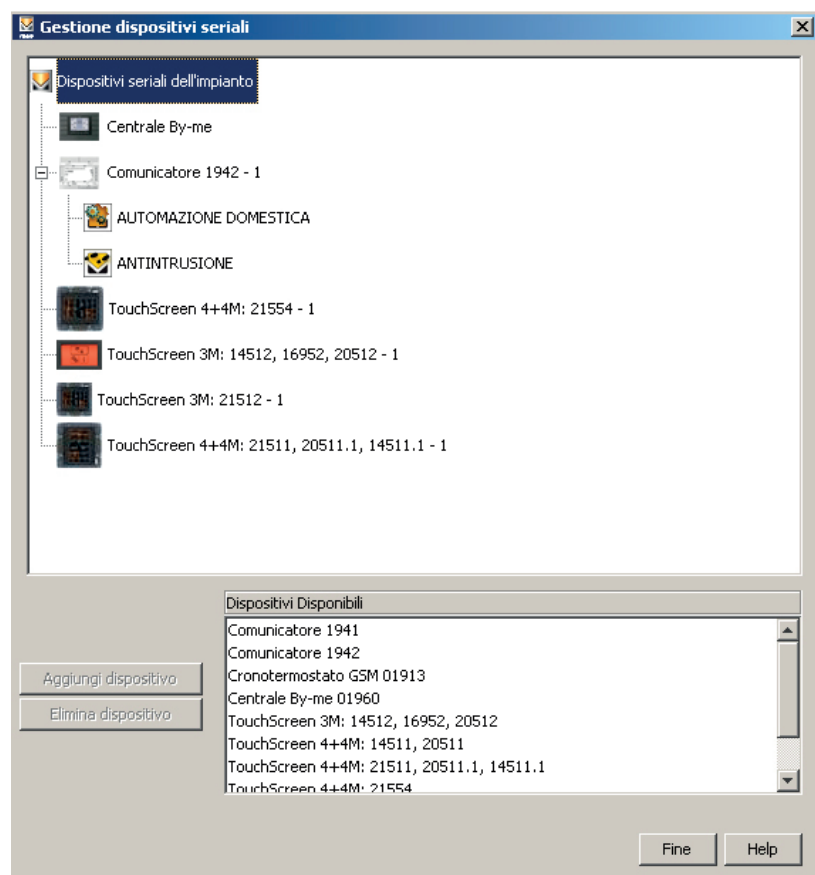 Gestione dispositivi seriali
Dispositivi seriali dell'impianto
Centrale By-me
Comunicatore 1942 - 1
AUTOMAZIONE DOMESTICA
ANTINTRUSIONE
TouchScreen 4+4M: 21554 - 1
TouchScreen 3M: 14512, 16952, 20512 - 1
TouchScreen 3M: 21512 - 1
TouchScreen 4+4M: 21511, 20511.1, 14511.1 - 1
Dispositivi Disponibili
Comunicatore 1941
Comunicatore 1942
Cronotermostato GSM 01913
Centrale By-me 01960
TouchScreen 3M: 14512, 16952, 20512
TouchScreen 4+4M: 14511, 20511
TouchScreen 4+4M: 21511, 20511.1, 14511.1
TouchScreen 4+4M: 21554
Aggiungi dispositivo
Elimina dispositivo
Fine
Help